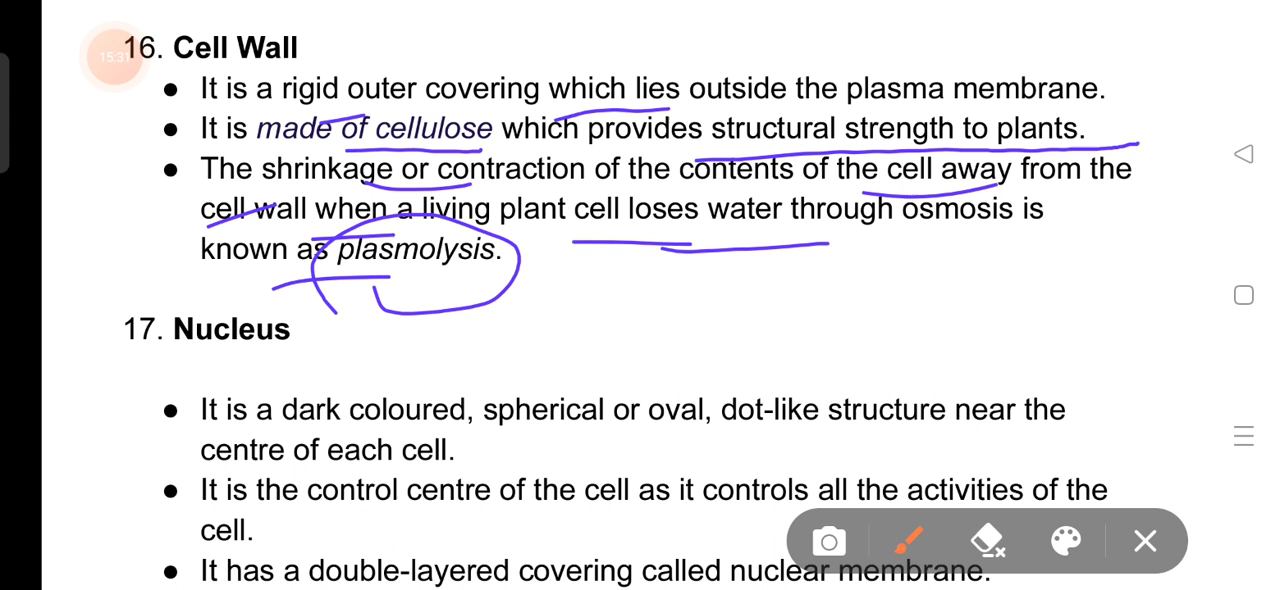 15:31
16. Cell Wall
● It is a rigid outer covering which lies outside the plasma membrane.
● It is made of cellulose which provides structural strength to plants.
● The shrinkage or contraction of the contents of the cell away from the
cell wall when a living plant cell loses water through osmosis is
known as plasmolysis.
17. Nucleus
● It is a dark coloured, spherical or oval, dot-like structure near the
centre of each cell.
● It is the control centre of the cell as it controls all the activities of the
cell.
● It has a double-layered covering called nuclear membrane.